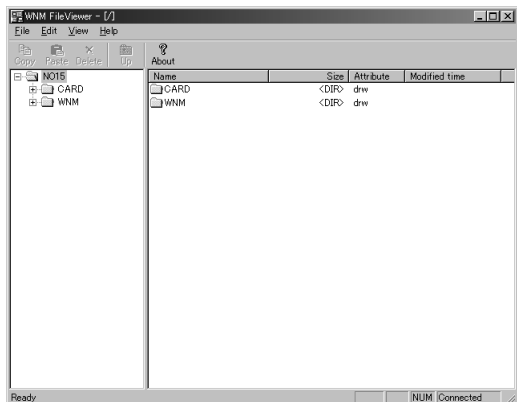 WNM FileViewer - [/]
File Edit View Help
Copy Paste Delete Up About
NO15
CARD
WNM
Name Size Attribute Modified time
CARD <DIR> drw
WNM <DIR> drw
Ready NUM Connected